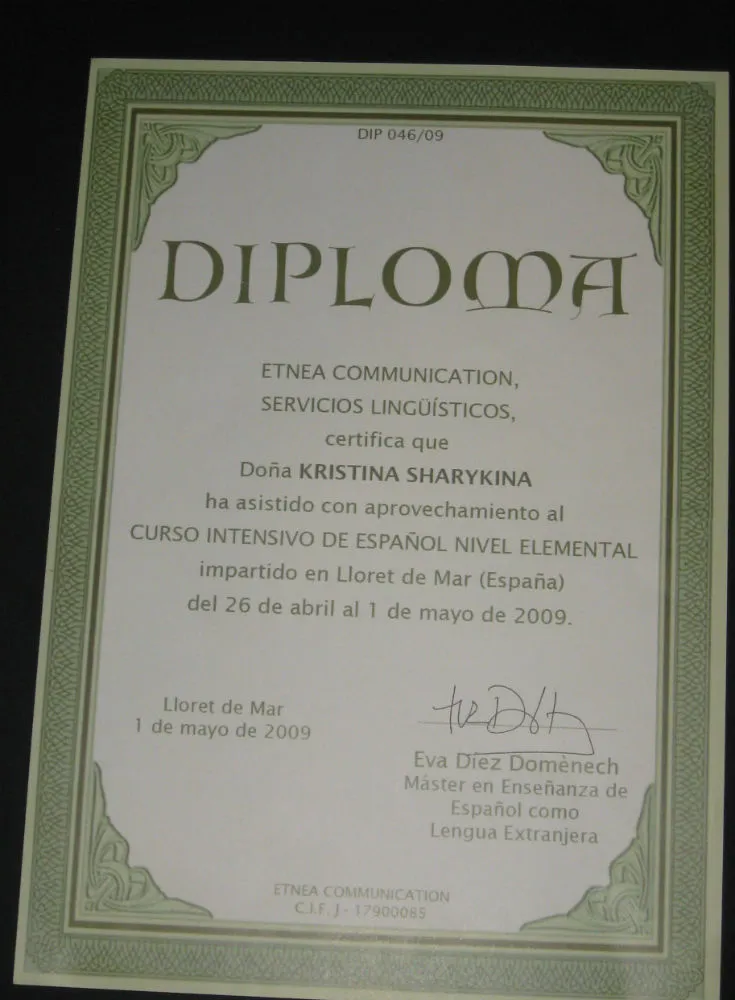 DIP 046/09
DIPLOMA
ETNEA COMMUNICATION,
SERVICIOS LINGÜÍSTICOS,
certifica que
Doña KRISTINA SHARYKINA
ha asistido con aprovechamiento al
CURSO INTENSIVO DE ESPAÑOL NIVEL ELEMENTAL
impartido en Lloret de Mar (España)
del 26 de abril al 1 de mayo de 2009.
Lloret de Mar
1 de mayo de 2009
Eva Díez Domènech
Máster en Enseñanza de
Español como
Lengua Extranjera
ETNEA COMMUNICATION
C.I.F. J - 17900085